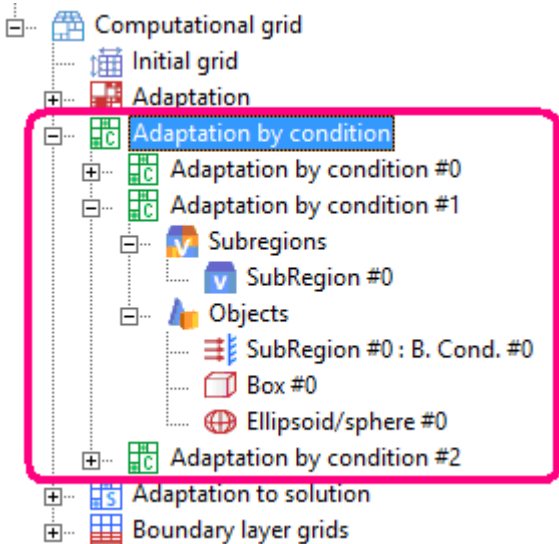 Computational grid
Initial grid
Adaptation
Adaptation by condition
Adaptation by condition #0
Adaptation by condition #1
Subregions
SubRegion #0
Objects
SubRegion #0 : B. Cond. #0
Box #0
Ellipsoid/sphere #0
Adaptation by condition #2
Adaptation to solution
Boundary layer grids